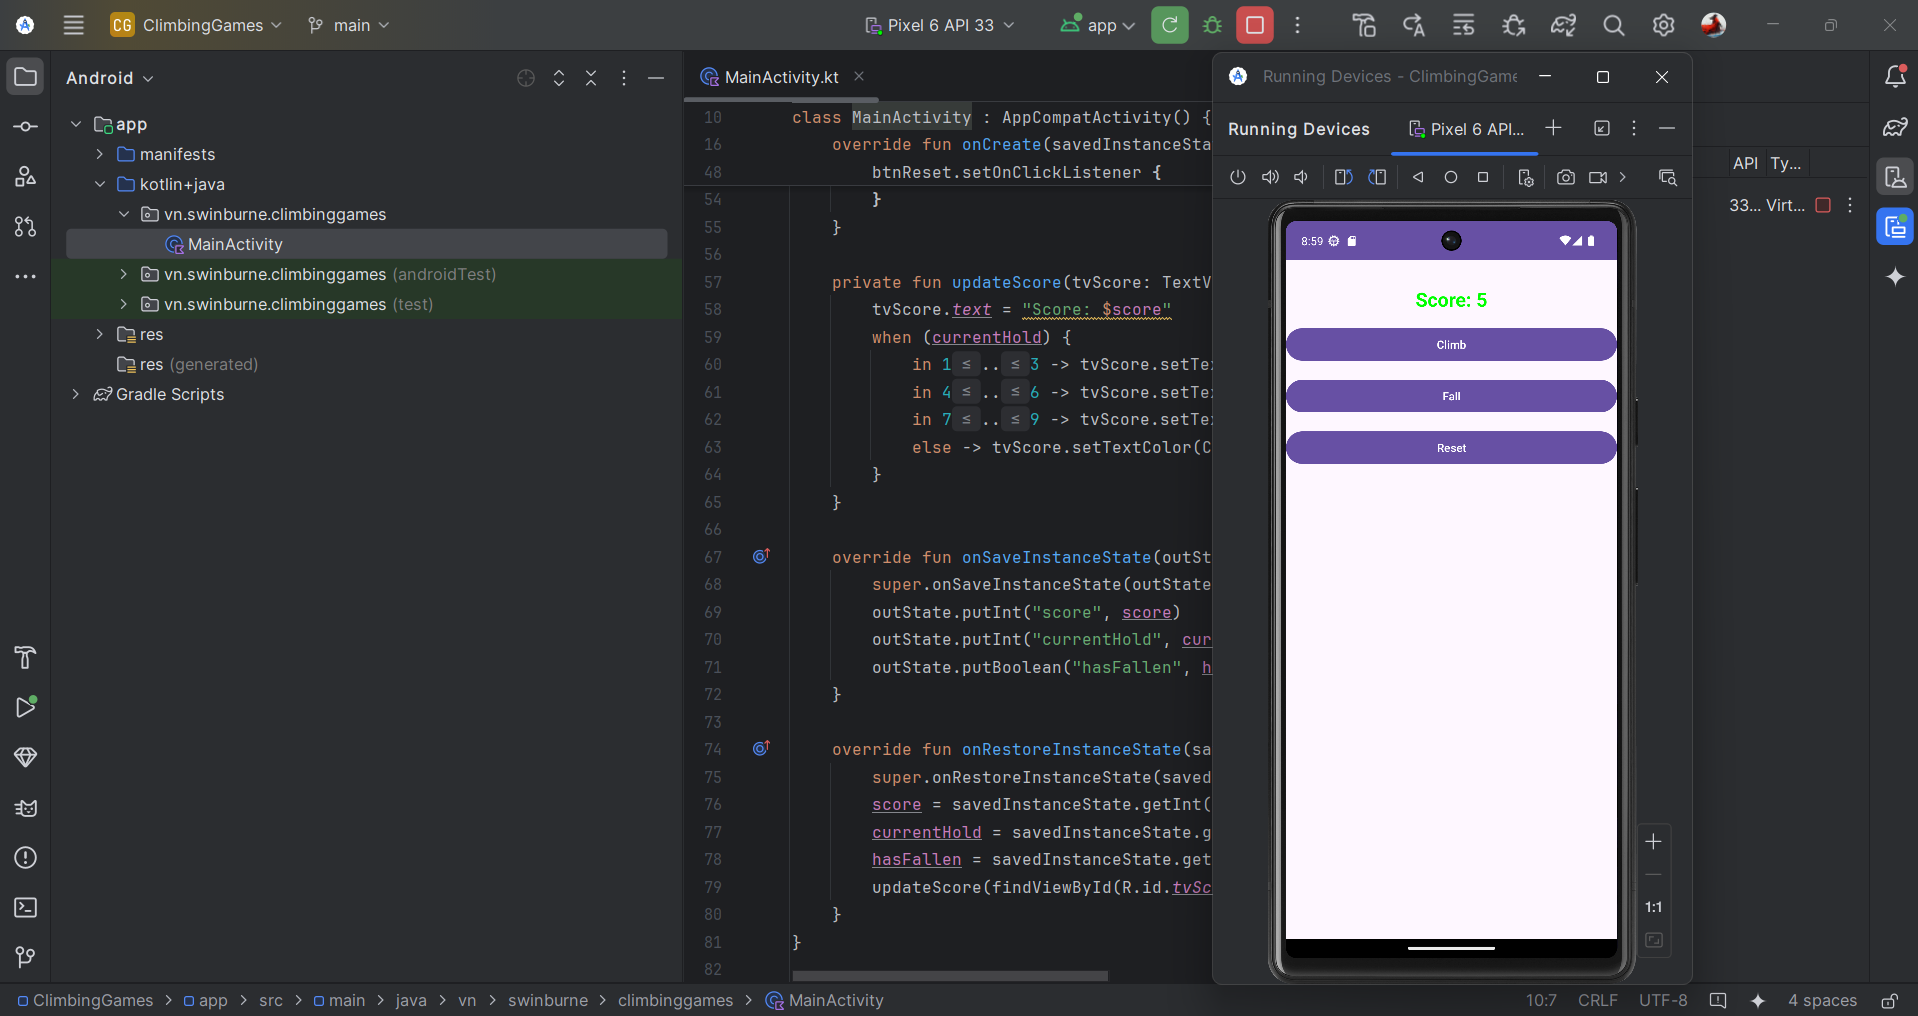 CG ClimbingGames main Pixel 6 API 33 app
Android
app
manifests
kotlin+java
vn.swinburne.climbinggames
MainActivity
vn.swinburne.climbinggames (androidTest)
vn.swinburne.climbinggames (test)
res
res (generated)
Gradle Scripts
MainActivity.kt
10 class MainActivity : AppCompatActivity() {
16 override fun onCreate(savedInstanceSta
48 btnReset.setOnClickListener {
54 }
55 }
56
57 private fun updateScore(tvScore: TextV
58 tvScore.text = "Score: $score"
59 when (currentHold) {
60 in 1 ≤ .. ≤ 3 -> tvScore.setTe
61 in 4 ≤ .. ≤ 6 -> tvScore.setTe
62 in 7 ≤ .. ≤ 9 -> tvScore.setTe
63 else -> tvScore.setTextColor(C
64 }
65 }
66
67 override fun onSaveInstanceState(outSt
68 super.onSaveInstanceState(outState
69 outState.putInt("score", score)
70 outState.putInt("currentHold", cur
71 outState.putBoolean("hasFallen", h
72 }
73
74 override fun onRestoreInstanceState(sa
75 super.onRestoreInstanceState(saved
76 score = savedInstanceState.getInt(
77 currentHold = savedInstanceState.g
78 hasFallen = savedInstanceState.get
79 updateScore(findViewById(R.id.tvSc
80 }
81 }
82
Running Devices - ClimbingGame
Running Devices Pixel 6 API...
8:59
Score: 5
Climb
Fall
Reset
1:1
API Ty...
33... Virt...
ClimbingGames > app > src > main > java > vn > swinburne > climbinggames > MainActivity
10:7 CRLF UTF-8 4 spaces